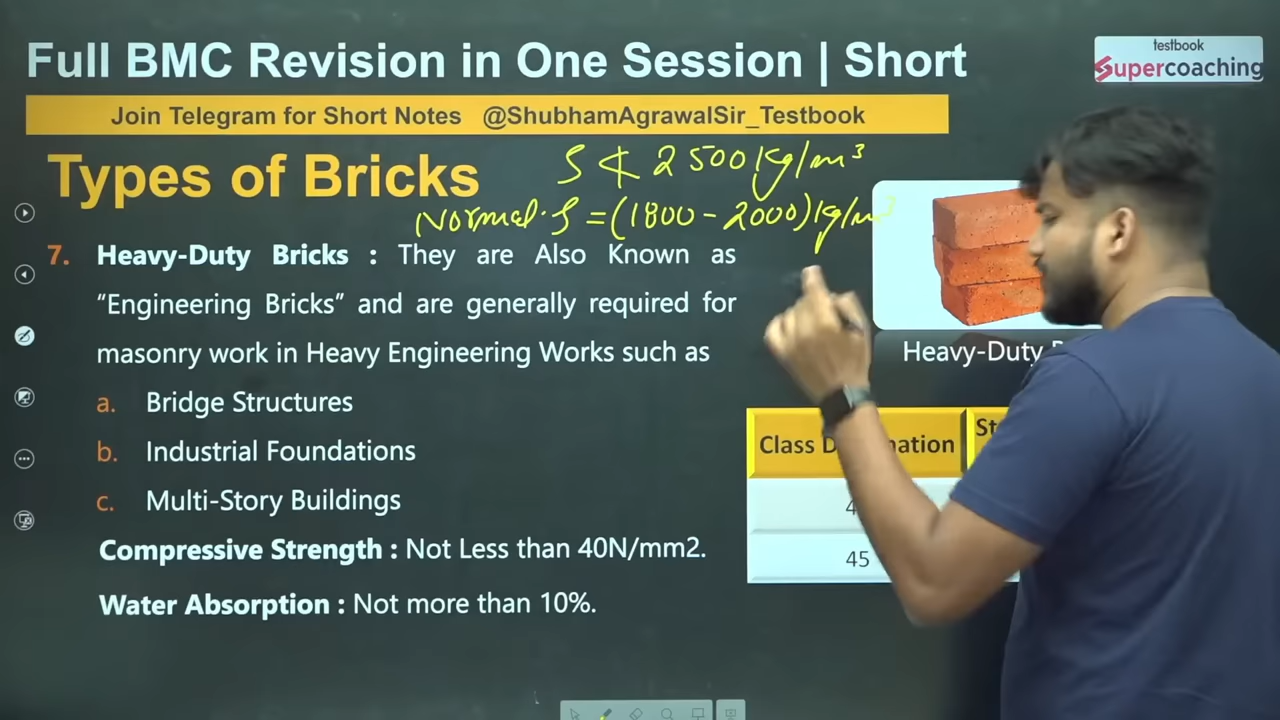 Full BMC Revision in One Session | Short
testbook
Supercoaching
Join Telegram for Short Notes @ShubhamAgrawalSir_Testbook
Types of Bricks
ρ ≮ 2500 kg/m³
Normal. ρ = (1800 - 2000) kg/m³
7. Heavy-Duty Bricks : They are Also Known as
“Engineering Bricks” and are generally required for
masonry work in Heavy Engineering Works such as
a. Bridge Structures
b. Industrial Foundations
c. Multi-Story Buildings
Compressive Strength : Not Less than 40N/mm2.
Water Absorption : Not more than 10%.
Heavy-Duty
Class
45